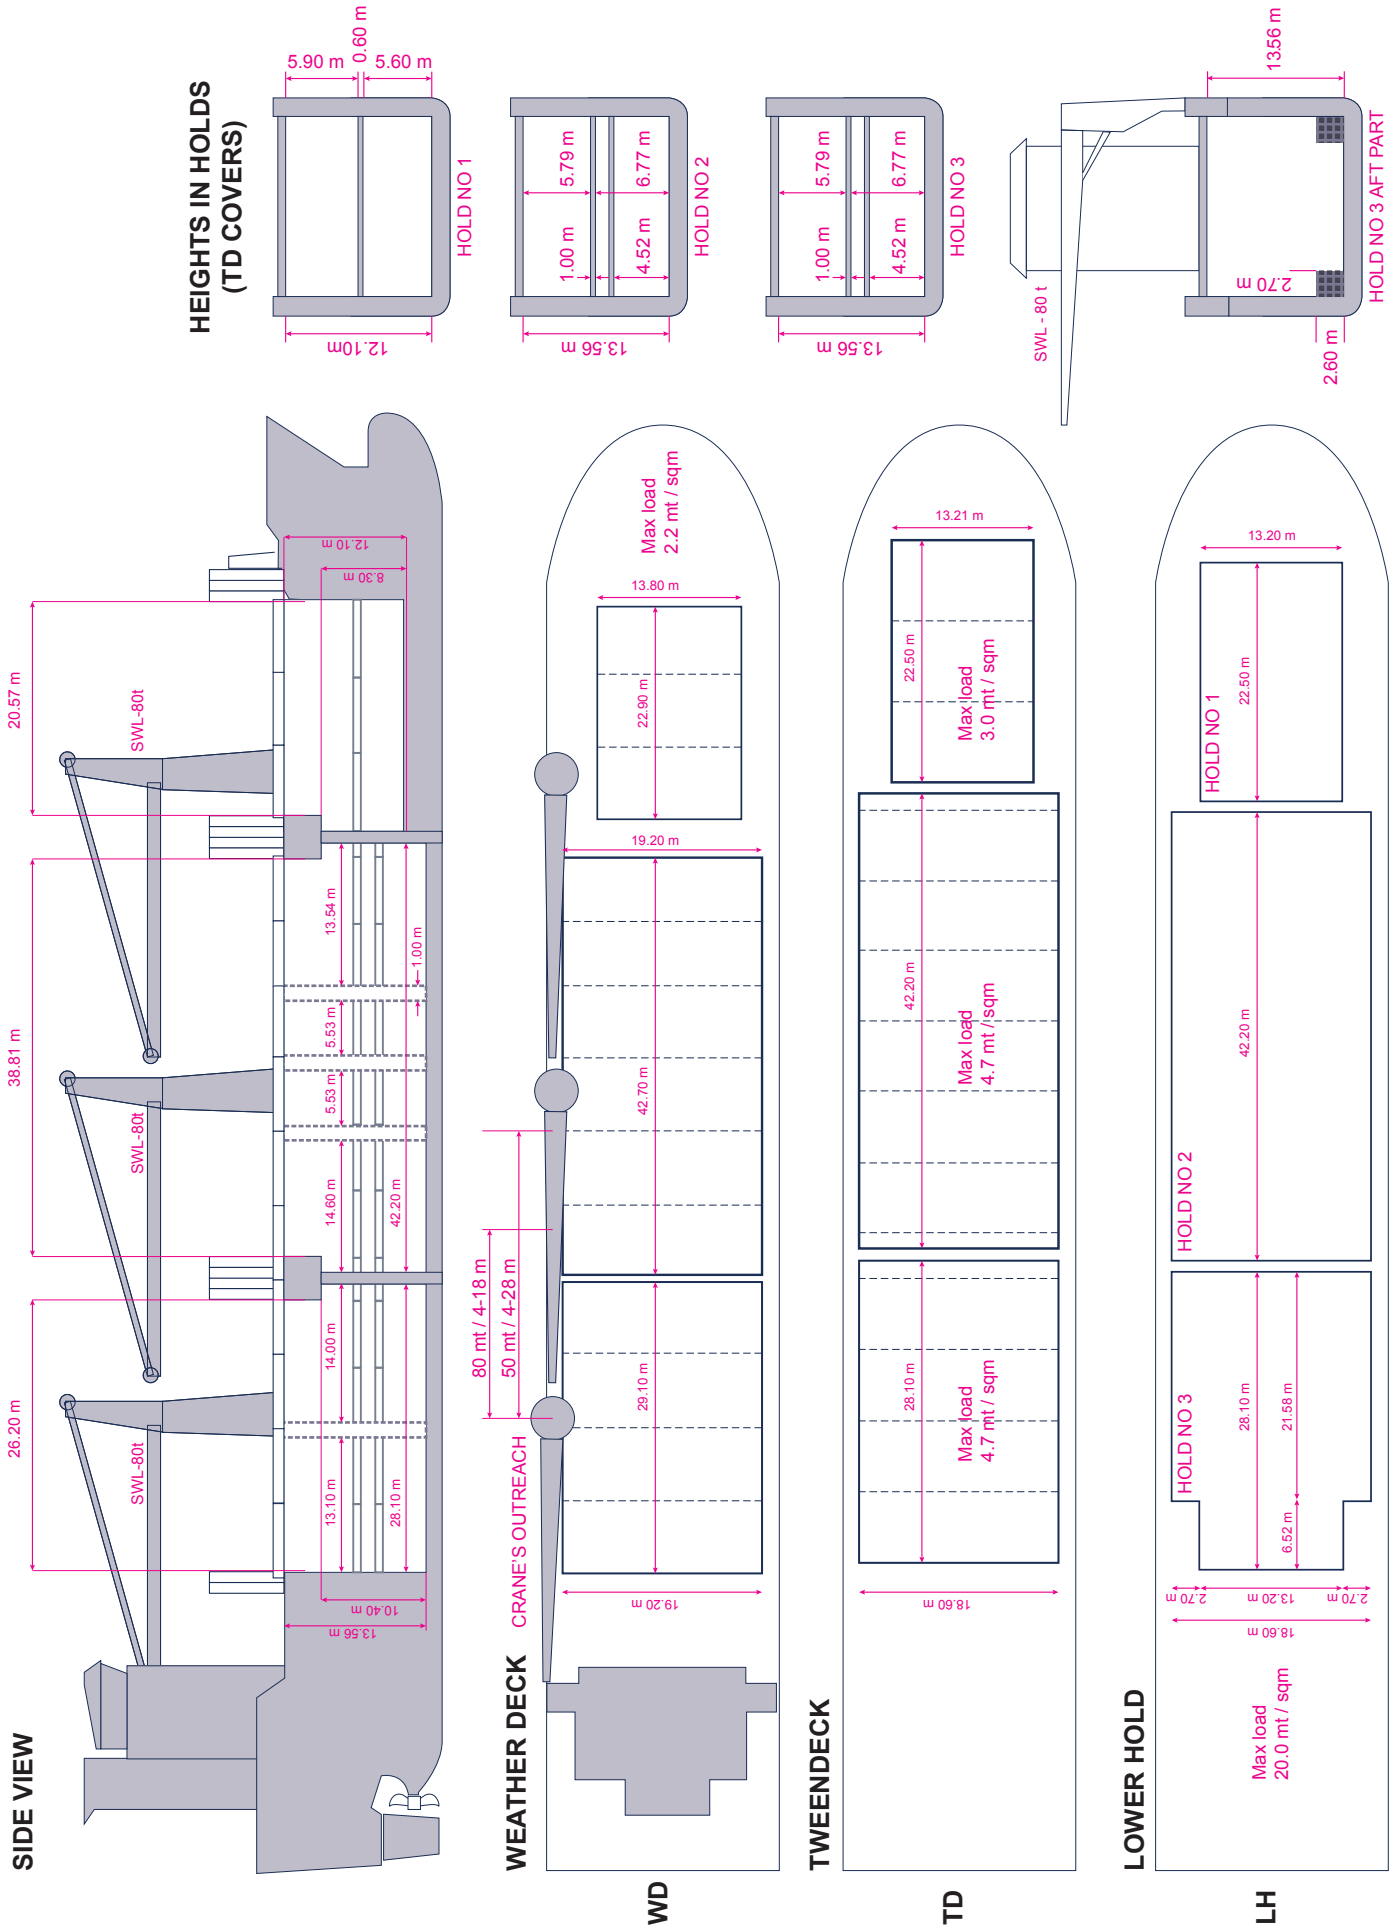 SIDE VIEW
26.20 m
38.81 m
20.57 m
SWL-80t
SWL-80t
SWL-80t
13.10 m
14.00 m
14.60 m
5.53 m
5.53 m
13.54 m
28.10 m
42.20 m
1.00 m
10.40 m
13.56 m
8.30 m
12.10 m
HEIGHTS IN HOLDS
(TD COVERS)
12.10m
5.90 m
0.60 m
5.60 m
HOLD NO 1
13.56 m
5.79 m
1.00 m
6.77 m
4.52 m
HOLD NO 2
13.56 m
5.79 m
1.00 m
6.77 m
4.52 m
HOLD NO 3
SWL - 80 t
13.56 m
2.70 m
2.60 m
HOLD NO 3 AFT PART
WEATHER DECK
WD
CRANE'S OUTREACH
80 mt / 4-18 m
50 mt / 4-28 m
19.20 m
29.10 m
42.70 m
19.20 m
22.90 m
13.80 m
Max load
2.2 mt / sqm
TWEENDECK
TD
18.60 m
28.10 m
Max load
4.7 mt / sqm
42.20 m
Max load
4.7 mt / sqm
22.50 m
Max load
3.0 mt / sqm
13.21 m
LOWER HOLD
LH
Max load
20.0 mt / sqm
18.60 m
2.70 m
13.20 m
2.70 m
HOLD NO 3
6.52 m
28.10 m
21.58 m
HOLD NO 2
42.20 m
HOLD NO 1
22.50 m
13.20 m